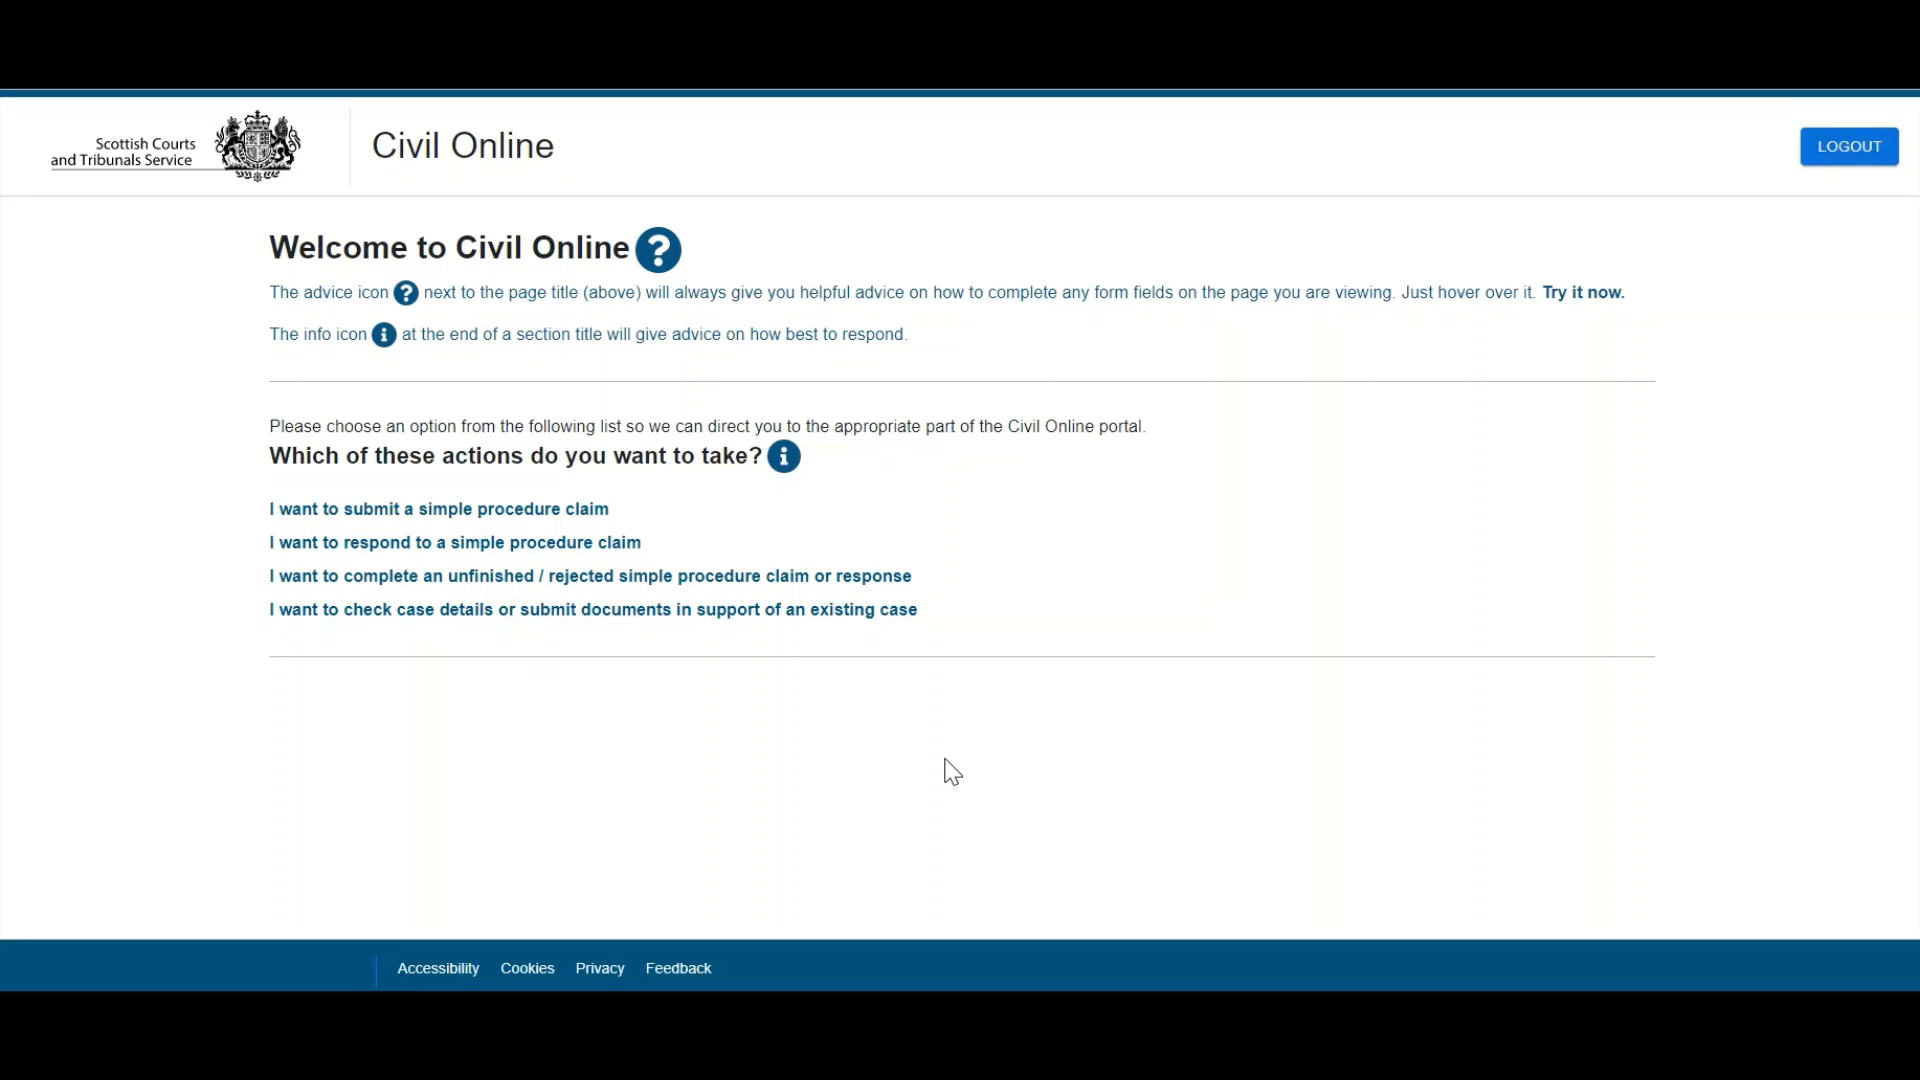 Scottish Courts
and Tribunals Service
Civil Online
LOGOUT
Welcome to Civil Online ?
The advice icon ? next to the page title (above) will always give you helpful advice on how to complete any form fields on the page you are viewing. Just hover over it. Try it now.
The info icon i at the end of a section title will give advice on how best to respond.
Please choose an option from the following list so we can direct you to the appropriate part of the Civil Online portal.
Which of these actions do you want to take? i
I want to submit a simple procedure claim
I want to respond to a simple procedure claim
I want to complete an unfinished / rejected simple procedure claim or response
I want to check case details or submit documents in support of an existing case
Accessibility Cookies Privacy Feedback